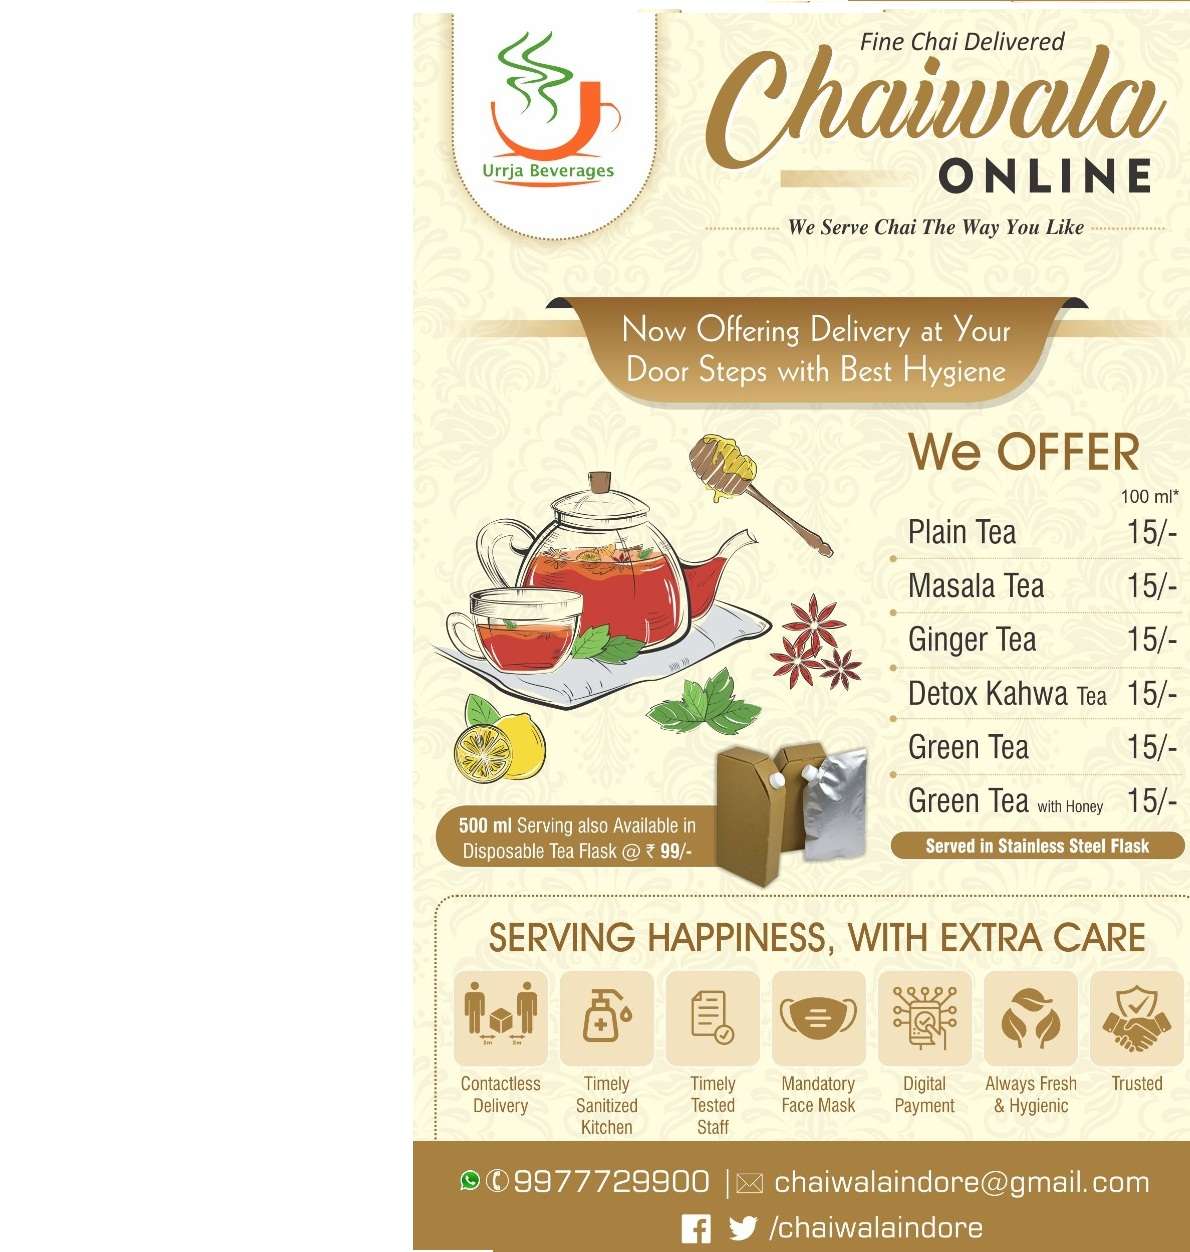 Fine Chai Delivered
Chaiwala
ONLINE
Urrja Beverages
We Serve Chai The Way You Like
Now Offering Delivery at Your
Door Steps with Best Hygiene
We OFFER
100 ml*
Plain Tea 15/-
Masala Tea 15/-
Ginger Tea 15/-
Detox Kahwa Tea 15/-
Green Tea 15/-
Green Tea with Honey 15/-
Served in Stainless Steel Flask
500 ml Serving also Available in
Disposable Tea Flask @ ₹ 99/-
SERVING HAPPINESS, WITH EXTRA CARE
Contactless
Delivery
Timely
Sanitized
Kitchen
Timely
Tested
Staff
Mandatory
Face Mask
Digital
Payment
Always Fresh
& Hygienic
Trusted
9977729900 | chaiwalaindore@gmail.com
/chaiwalaindore